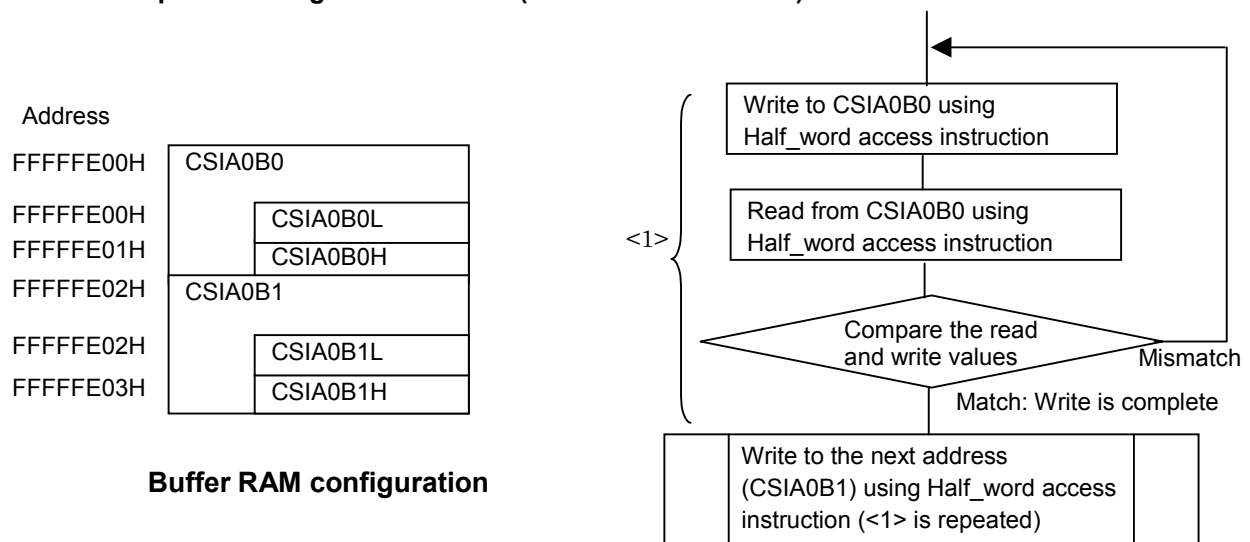 Address
FFFFFE00H
CSIA0B0
FFFFFE00H
CSIA0B0L
FFFFFE01H
CSIA0B0H
FFFFFE02H
CSIA0B1
FFFFFE02H
CSIA0B1L
FFFFFE03H
CSIA0B1H
Buffer RAM configuration
<1>
Write to CSIA0B0 using
Half_word access instruction
Read from CSIA0B0 using
Half_word access instruction
Compare the read
and write values
Mismatch
Match: Write is complete
Write to the next address
(CSIA0B1) using Half_word access
instruction (<1> is repeated)